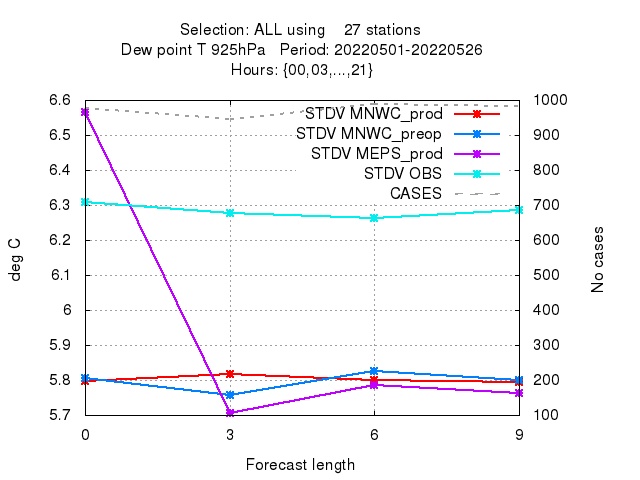 Selection: ALL using 27 stations
Dew point T 925hPa Period: 20220501-20220526
Hours: {00,03,...,21}
6.6
6.5
6.4
6.3
6.2
6.1
6
5.9
5.8
5.7
deg C
STDV MNWC_prod
STDV MNWC_preop
STDV MEPS_prod
STDV OBS
CASES
1000
900
800
700
600
500
400
300
200
100
No cases
0 3 6 9
Forecast length